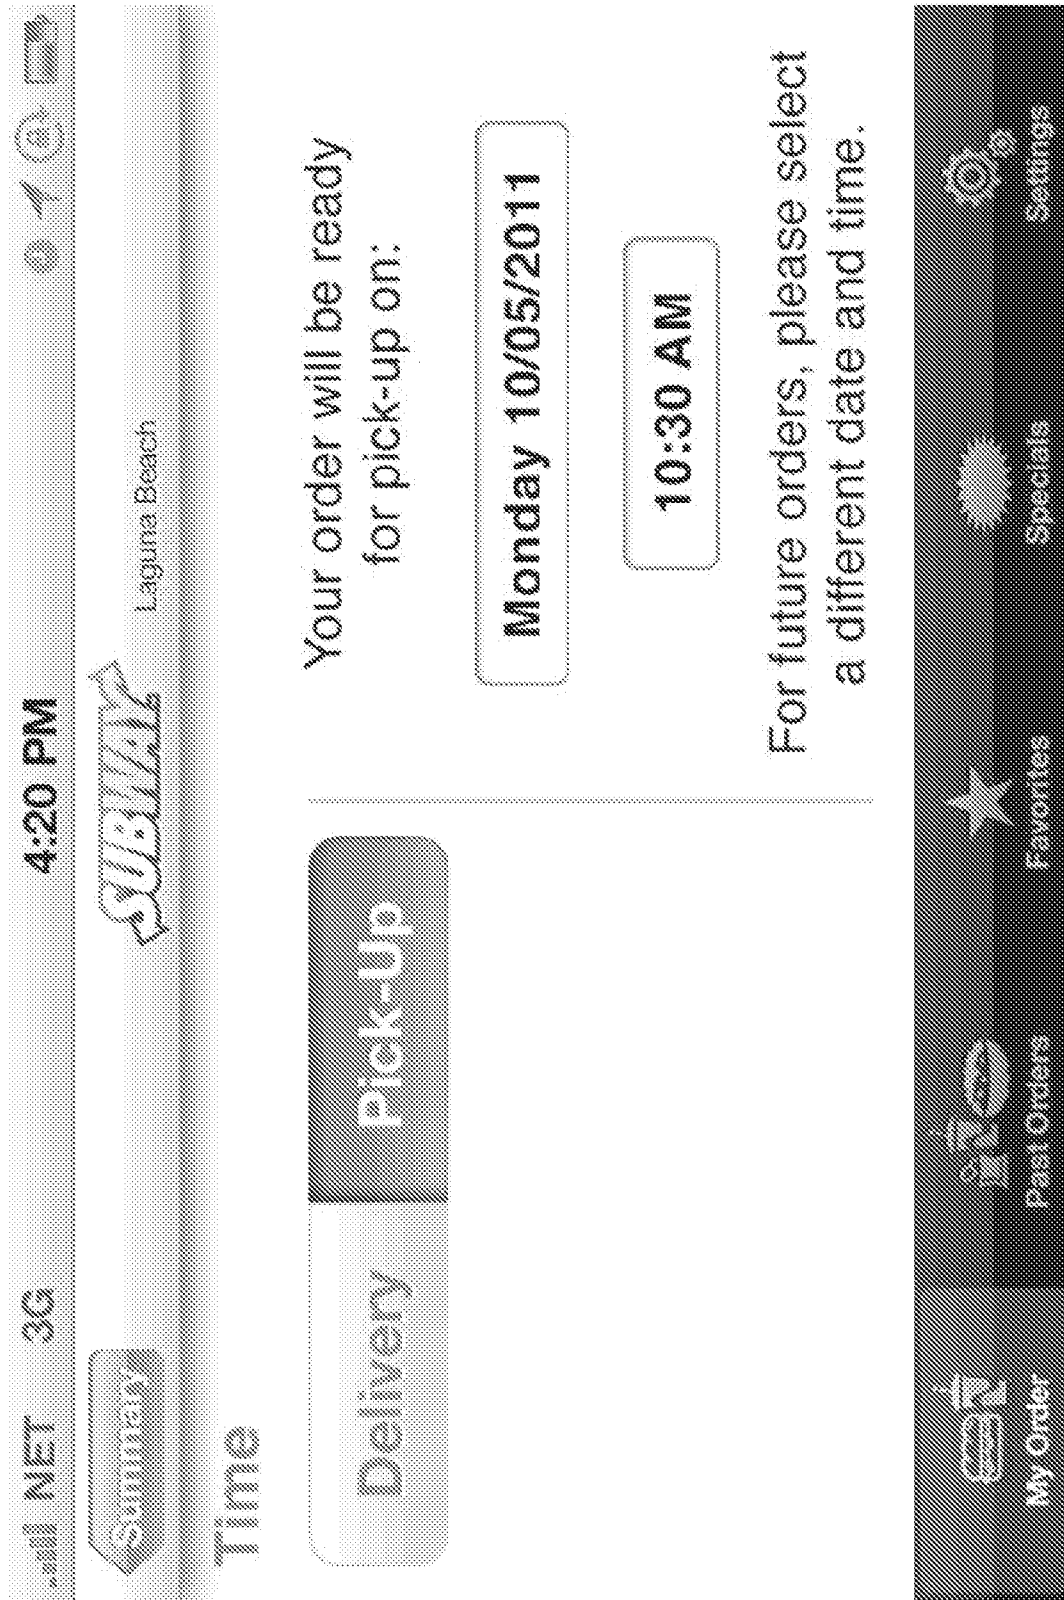 NET 3G 4:20 PM
Summary
SUBWAY
Laguna Beach
Time
Delivery
Pick-Up
Your order will be ready
for pick-up on:
Monday 10/05/2011
10:30 AM
For future orders, please select
a different date and time.
My Order
Past Orders
Favorites
Specials
Settings